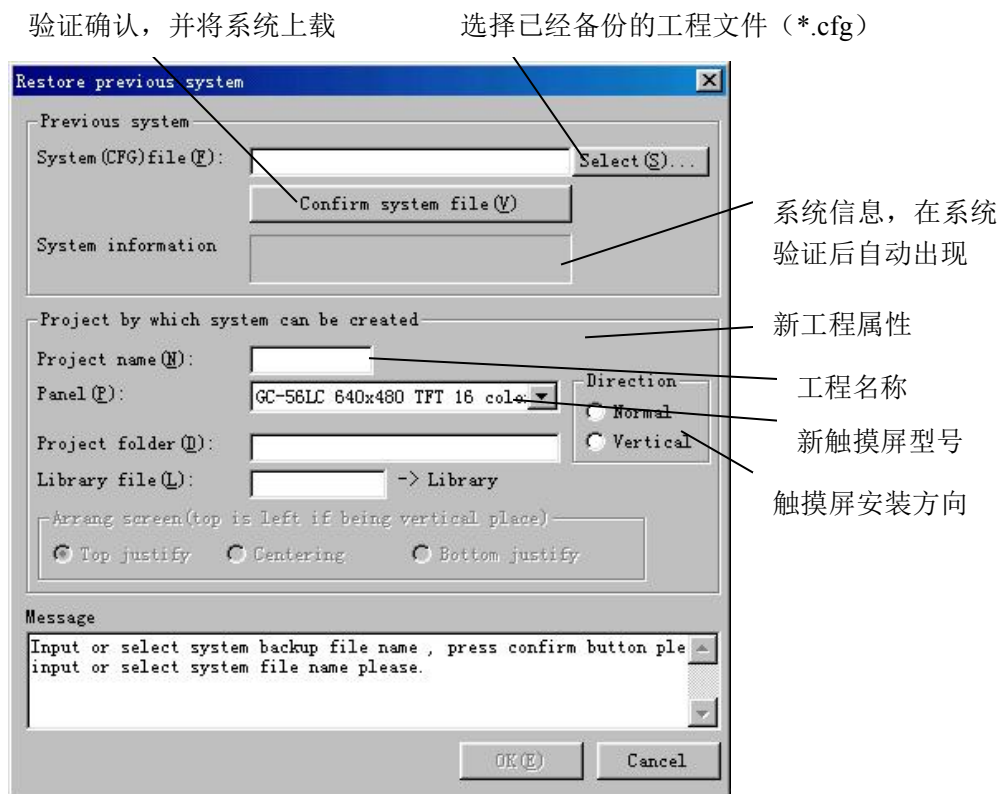 验证确认，并将系统上载
选择已经备份的工程文件（*.cfg）
Restore previous system
Previous system
System(CFG)file(F):
Select(S)...
Confirm system file(V)
System information
系统信息，在系统
验证后自动出现
Project by which system can be created
新工程属性
Project name(N):
工程名称
Panel(P):
GC-56LC 640x480 TFT 16 colo
Direction
Normal
Vertical
新触摸屏型号
Project folder(D):
Library file(L):
-> Library
触摸屏安装方向
Arrang screen(top is left if being vertical place)
Top justify
Centering
Bottom justify
Message
Input or select system backup file name , press confirm button ple
input or select system file name please.
OK(E)
Cancel